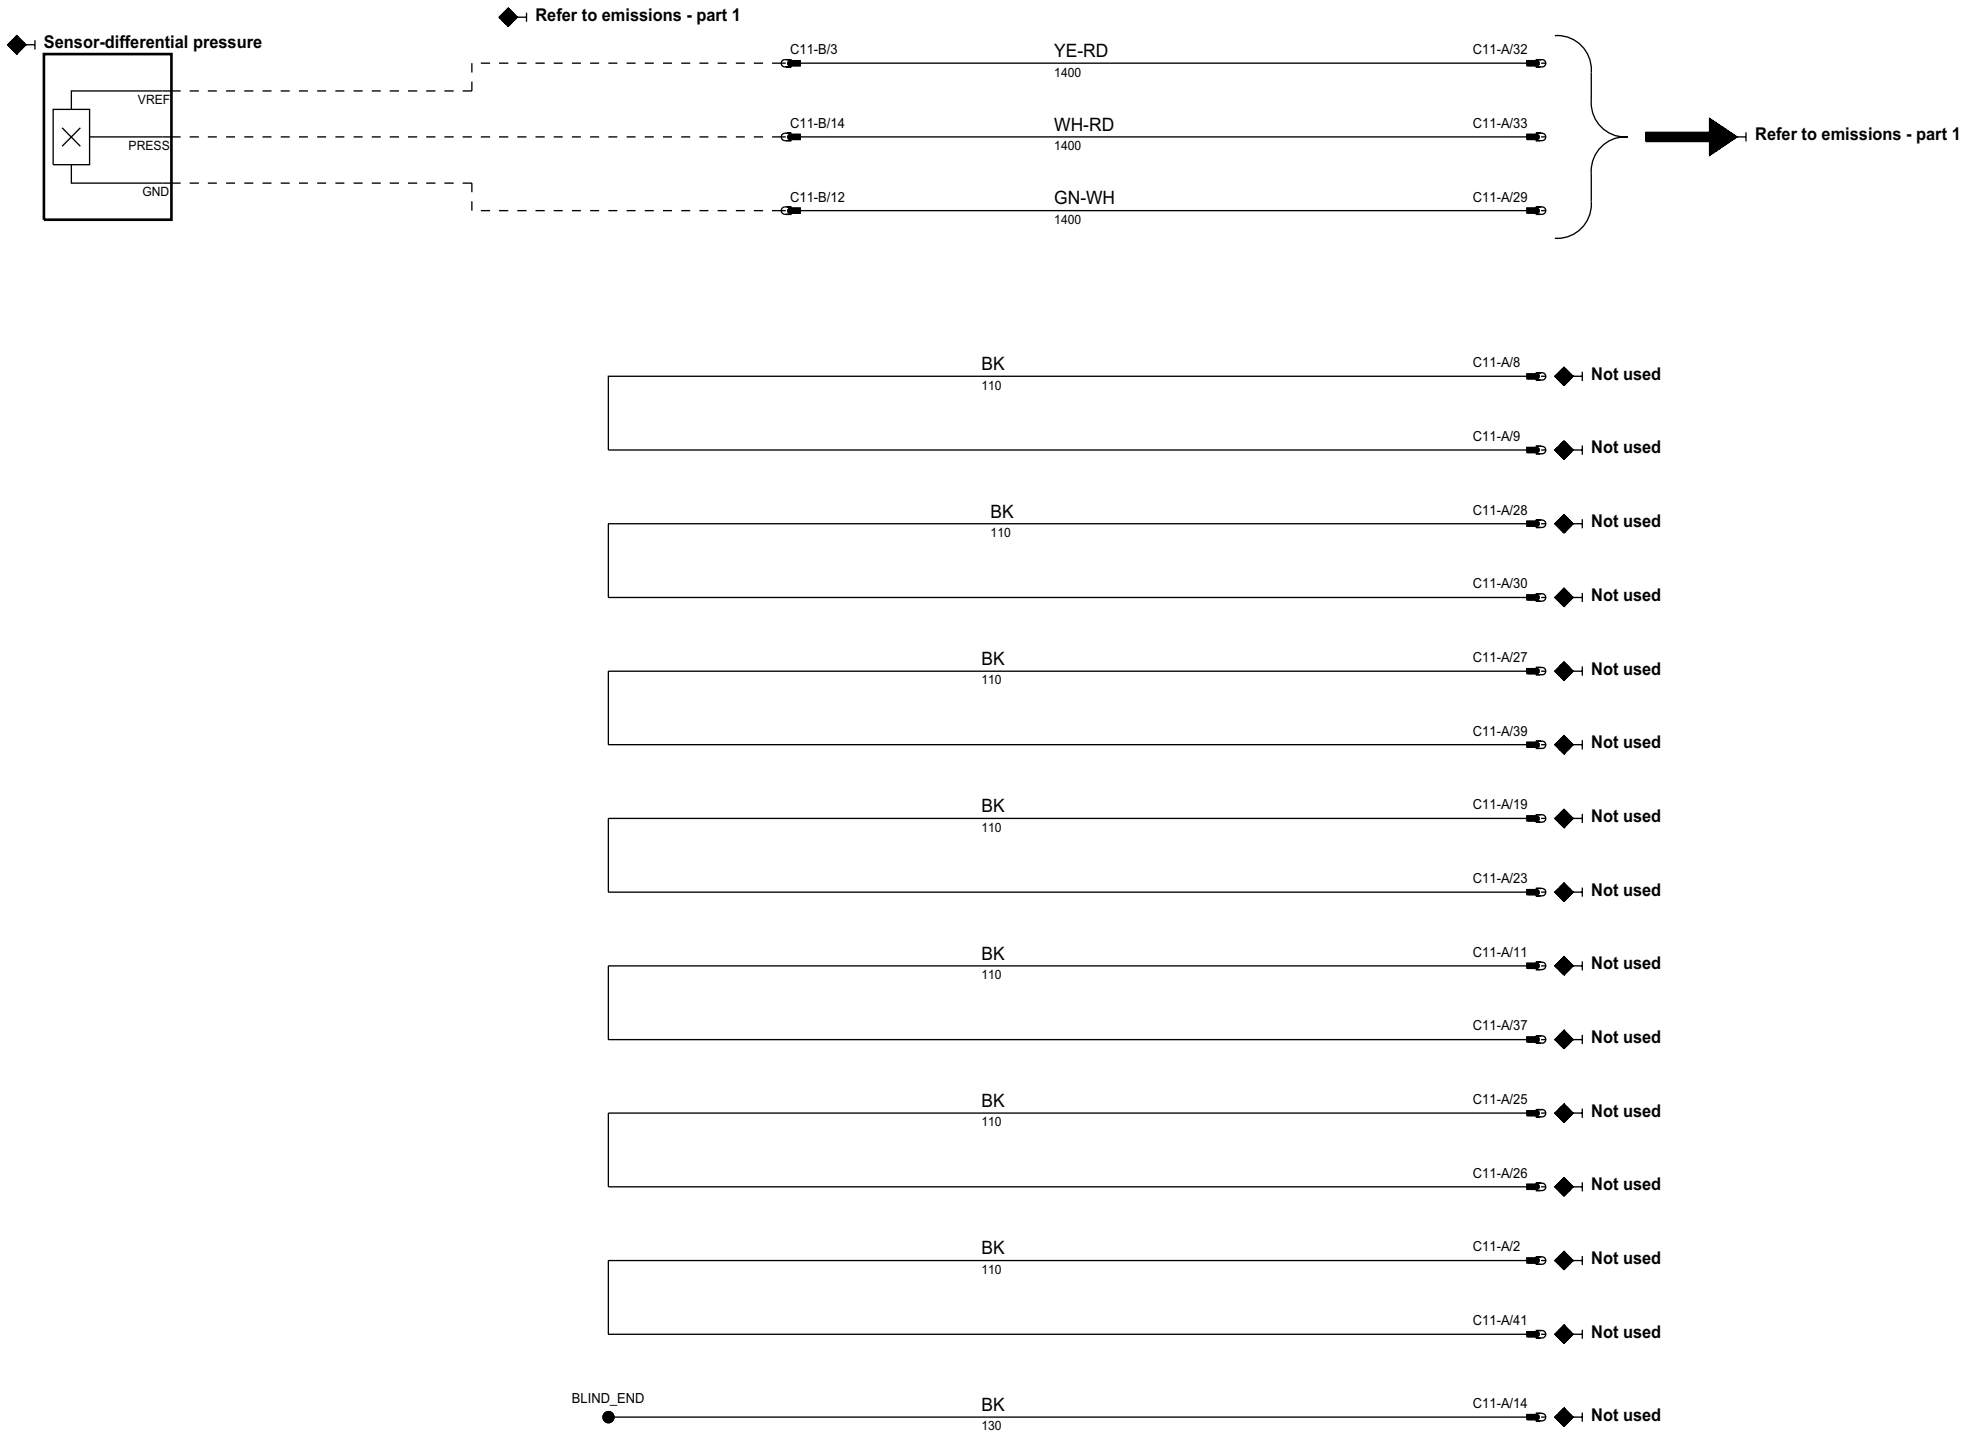 Refer to emissions - part 1
Sensor-differential pressure
C11-B/3 YE-RD C11-A/32
1400
VREF
C11-B/14 WH-RD C11-A/33
Refer to emissions - part 1
PRESS 1400
GND
C11-B/12 GN-WH C11-A/29
1400
BK C11-A/8 Not used
110
C11-A/9 Not used
BK C11-A/28 Not used
110
C11-A/30 Not used
BK C11-A/27 Not used
110
C11-A/39 Not used
BK C11-A/19 Not used
110
C11-A/23 Not used
BK C11-A/11 Not used
110
C11-A/37 Not used
BK C11-A/25 Not used
110
C11-A/26 Not used
BK C11-A/2 Not used
110
C11-A/41 Not used
BLIND_END BK C11-A/14 Not used
130